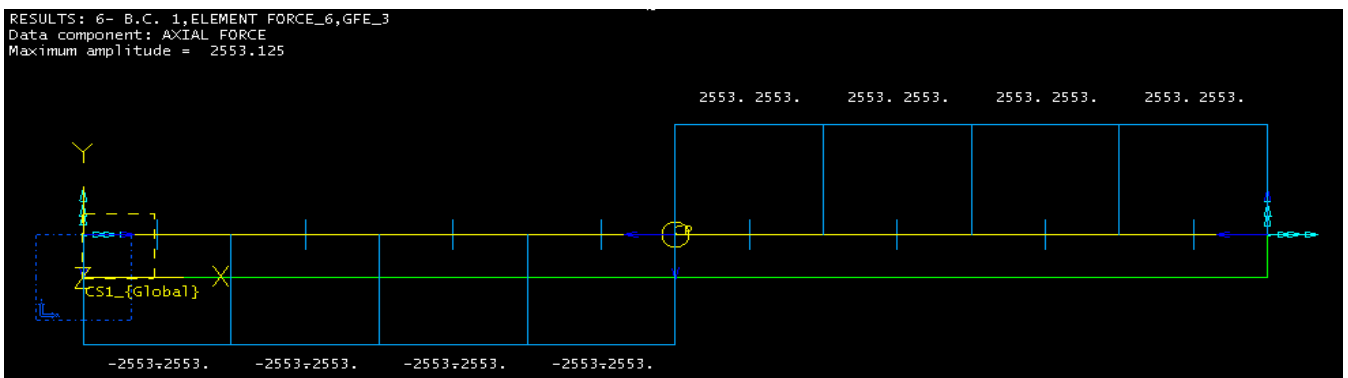 RESULTS: 6- B.C. 1,ELEMENT FORCE_6,GFE_3
Data component: AXIAL FORCE
Maximum amplitude =  2553.125
2553. 2553. 2553. 2553. 2553. 2553. 2553. 2553.
Y
X
Z
CS1_{Global}
-2553.-2553. -2553.-2553. -2553.-2553. -2553.-2553.